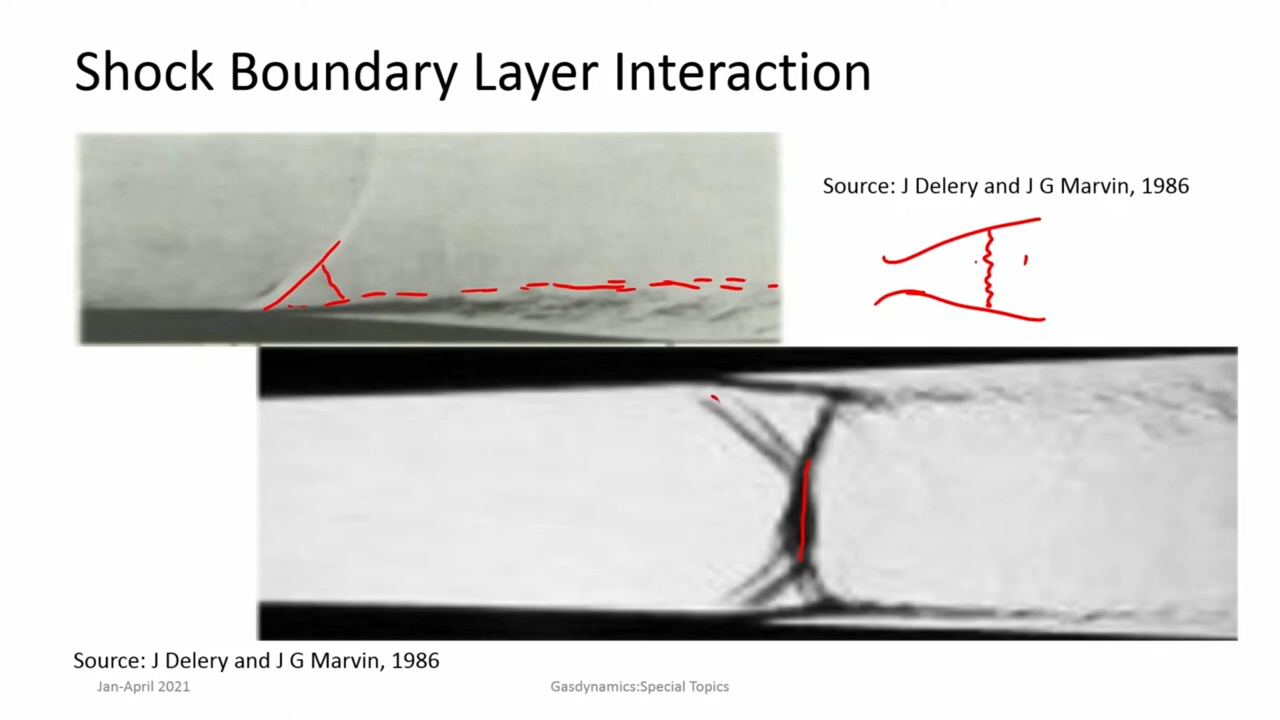 Shock Boundary Layer Interaction
Source: J Delery and J G Marvin, 1986
Source: J Delery and J G Marvin, 1986
Jan-April 2021
Gasdynamics:Special Topics